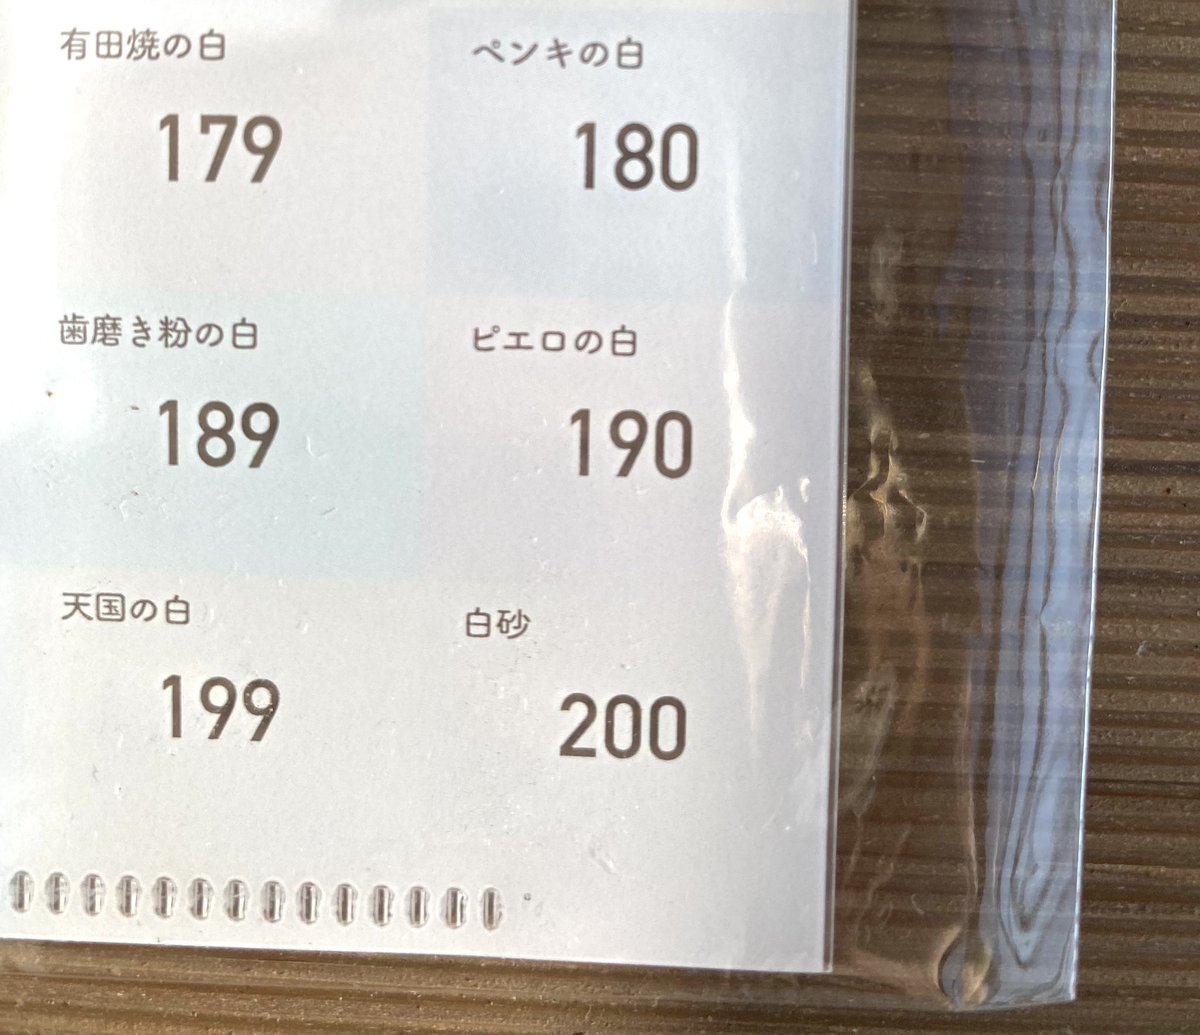 有田焼の白
179
ペンキの白
180
歯磨き粉の白
189
ピエロの白
190
天国の白
199
白砂
200